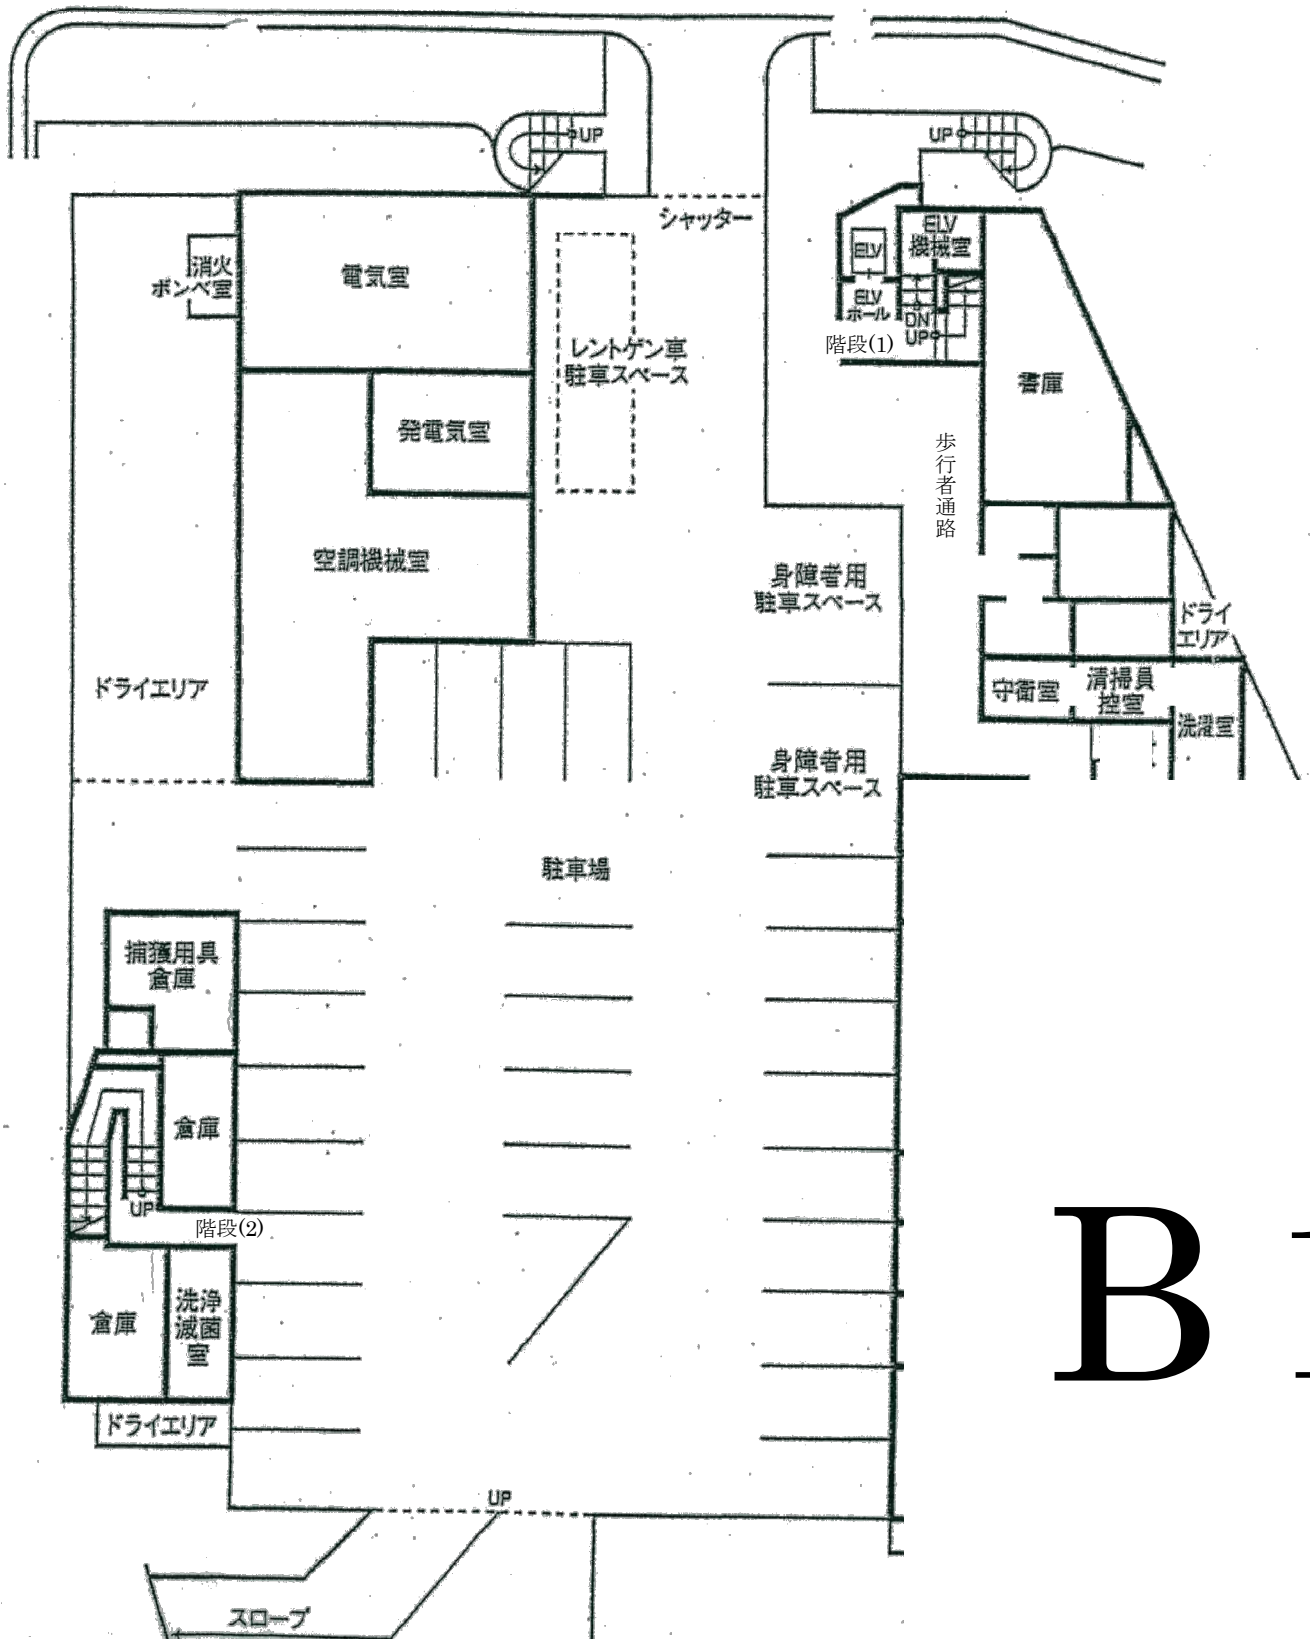 UP
UP
シャッター
ELV
機械室
ELV
消火
ボンベ室
電気室
ELV
ホール
DN
UP
階段(1)
レントゲン車
駐車スペース
書庫
発電気室
歩行者通路
空調機械室
身障者用
駐車スペース
ドライ
エリア
ドライエリア
守衛室
清掃員
控室
洗濯室
身障者用
駐車スペース
駐車場
捕獲用具
倉庫
倉庫
UP
階段(2)
倉庫
洗浄
滅菌
室
B
ドライエリア
UP
スロープ